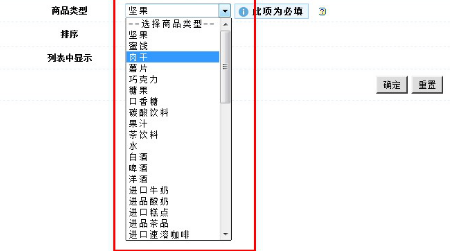 商品类型
坚果
此项为必填
--选择商品类型--
坚果
蜜饯
肉干
薯片
巧克力
糖果
口香糖
碳酸饮料
果汁
茶饮料
水
白酒
啤酒
洋酒
进口牛奶
进品酸奶
进口糕点
进品茶品
进口速溶咖啡
排序
列表中显示
确定
重置